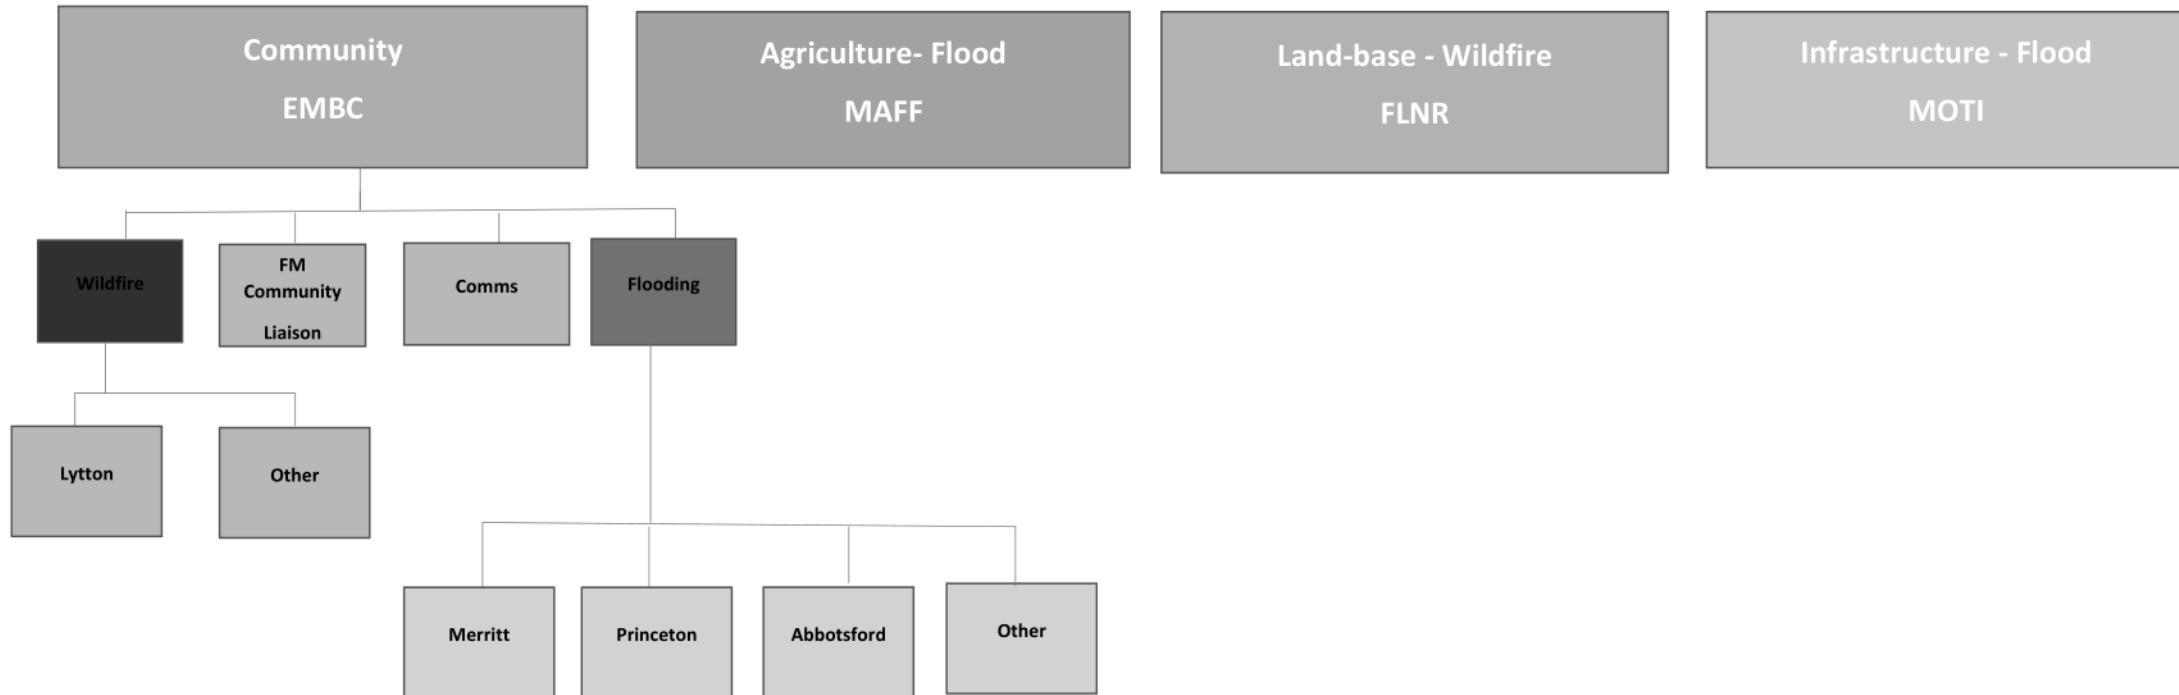 Community
EMBC
Agriculture- Flood
MAFF
Land-base - Wildfire
FLNR
Infrastructure - Flood
MOTI
Wildfire
FM
Community
Liaison
Comms
Flooding
Lytton
Other
Merritt
Princeton
Abbotsford
Other